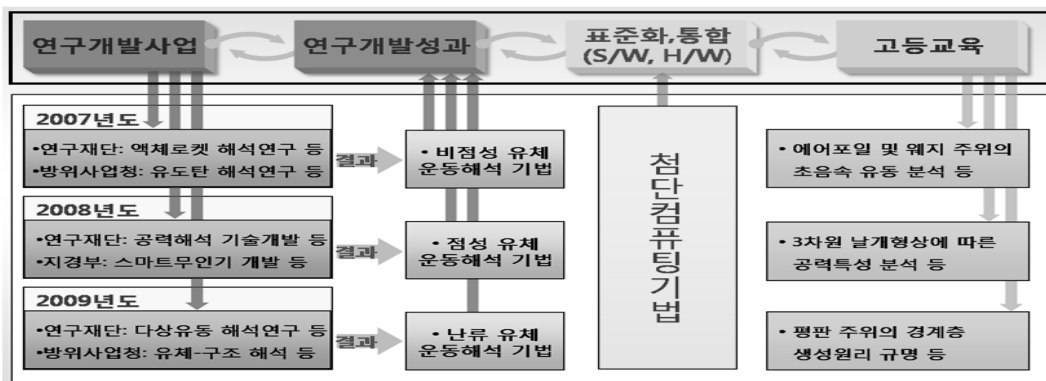 연구개발사업
연구개발성과
표준화,통합
(S/W, H/W)
고등교육
2007년도
•연구재단: 액체로켓 해석연구 등
•방위사업청: 유도탄 해석연구 등
결과
• 비점성 유체
운동해석 기법
2008년도
•연구재단: 공력해석 기술개발 등
•지경부: 스마트무인기 개발 등
결과
• 점성 유체
운동해석 기법
2009년도
•연구재단: 다상유동 해석연구 등
•방위사업청: 유체-구조 해석 등
결과
• 난류 유체
운동해석 기법
첨단컴퓨팅기법
• 에어포일 및 웨지 주위의
초음속 유동 분석 등
• 3차원 날개형상에 따른
공력특성 분석 등
• 평판 주위의 경계층
생성원리 규명 등